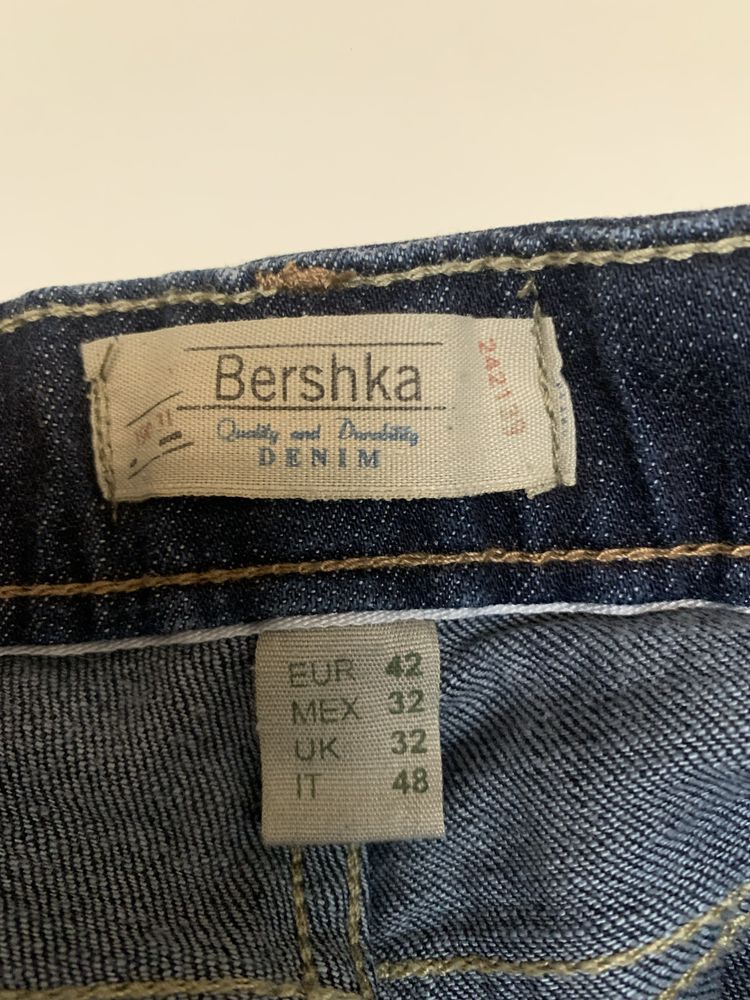 Bershka
Quality and Durability
DENIM
EUR 42
MEX 32
UK 32
IT 48